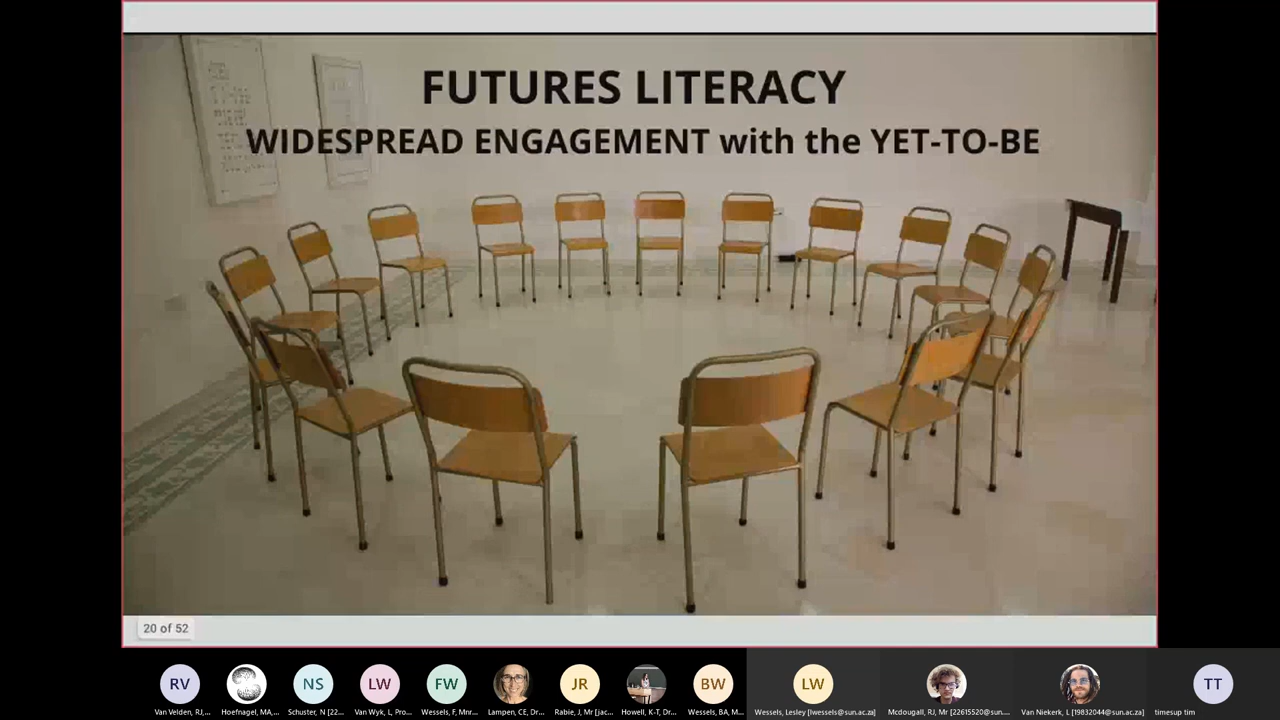 FUTURES LITERACY
WIDESPREAD ENGAGEMENT with the YET-TO-BE
20 of 52
RV
NS
LW
FW
JR
BW
LW
TT
Van Velden, RJ,...
Hoefnagel, MA,...
Schuster, N [22...
Van Wyk, L, Pro...
Wessels, F, Mnr...
Lampen, CE, Dr...
Rabie, J, Mr [jac...
Howell, K-T, Dr...
Wessels, BA, M...
Wessels, Lesley [lwessels@sun.ac.za]
Mcdougall, RJ, Mr [22615520@sun....
Van Niekerk, L [19832044@sun.ac.za]
timesup tim